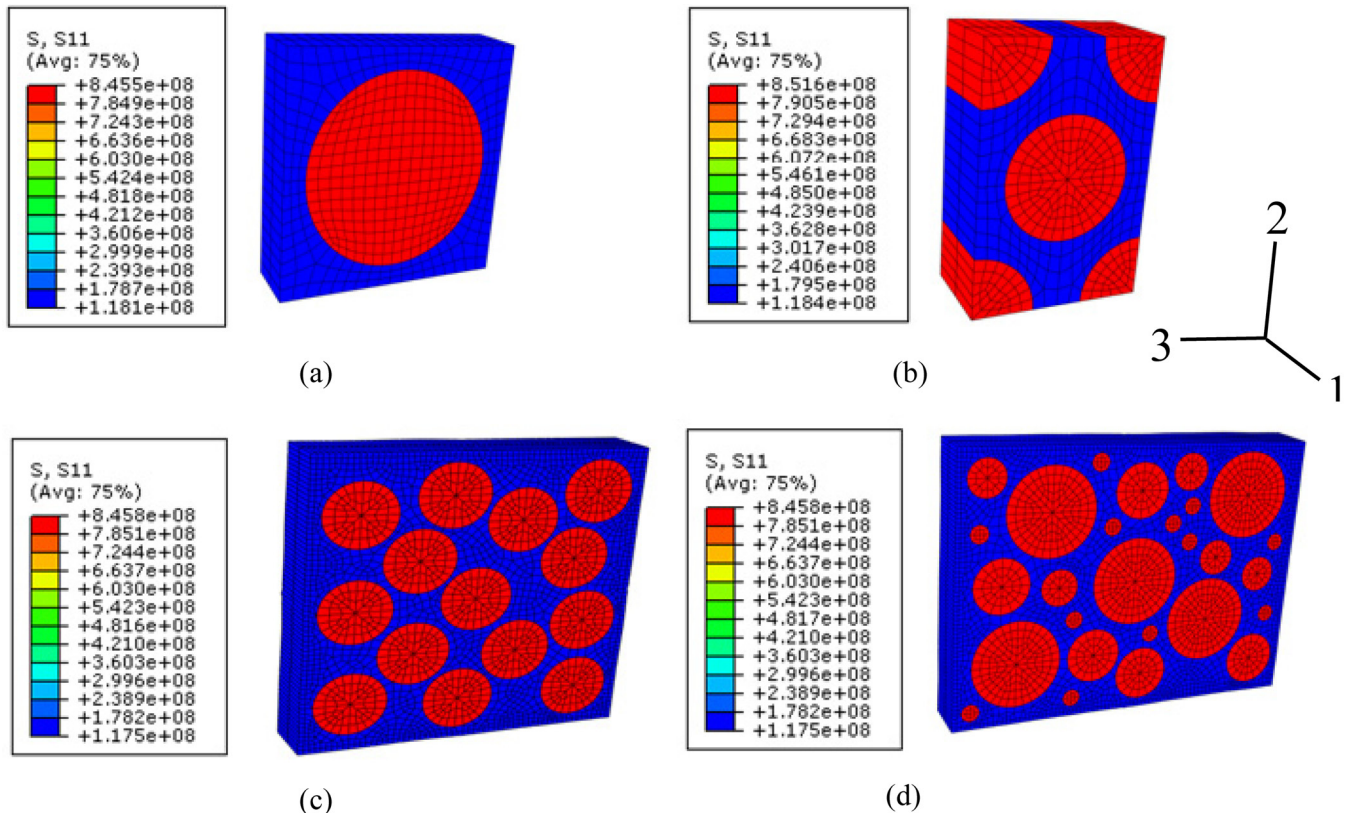 S, S11
(Avg: 75%)
+8.455e+08
+7.849e+08
+7.243e+08
+6.636e+08
+6.030e+08
+5.424e+08
+4.818e+08
+4.212e+08
+3.606e+08
+2.999e+08
+2.393e+08
+1.787e+08
+1.181e+08
(a)
S, S11
(Avg: 75%)
+8.516e+08
+7.905e+08
+7.294e+08
+6.683e+08
+6.072e+08
+5.461e+08
+4.850e+08
+4.239e+08
+3.628e+08
+3.017e+08
+2.406e+08
+1.795e+08
+1.184e+08
(b)
2
3
1
S, S11
(Avg: 75%)
+8.458e+08
+7.851e+08
+7.244e+08
+6.637e+08
+6.030e+08
+5.423e+08
+4.816e+08
+4.210e+08
+3.603e+08
+2.996e+08
+2.389e+08
+1.782e+08
+1.175e+08
(c)
S, S11
(Avg: 75%)
+8.458e+08
+7.851e+08
+7.244e+08
+6.637e+08
+6.030e+08
+5.423e+08
+4.817e+08
+4.210e+08
+3.603e+08
+2.996e+08
+2.389e+08
+1.782e+08
+1.175e+08
(d)